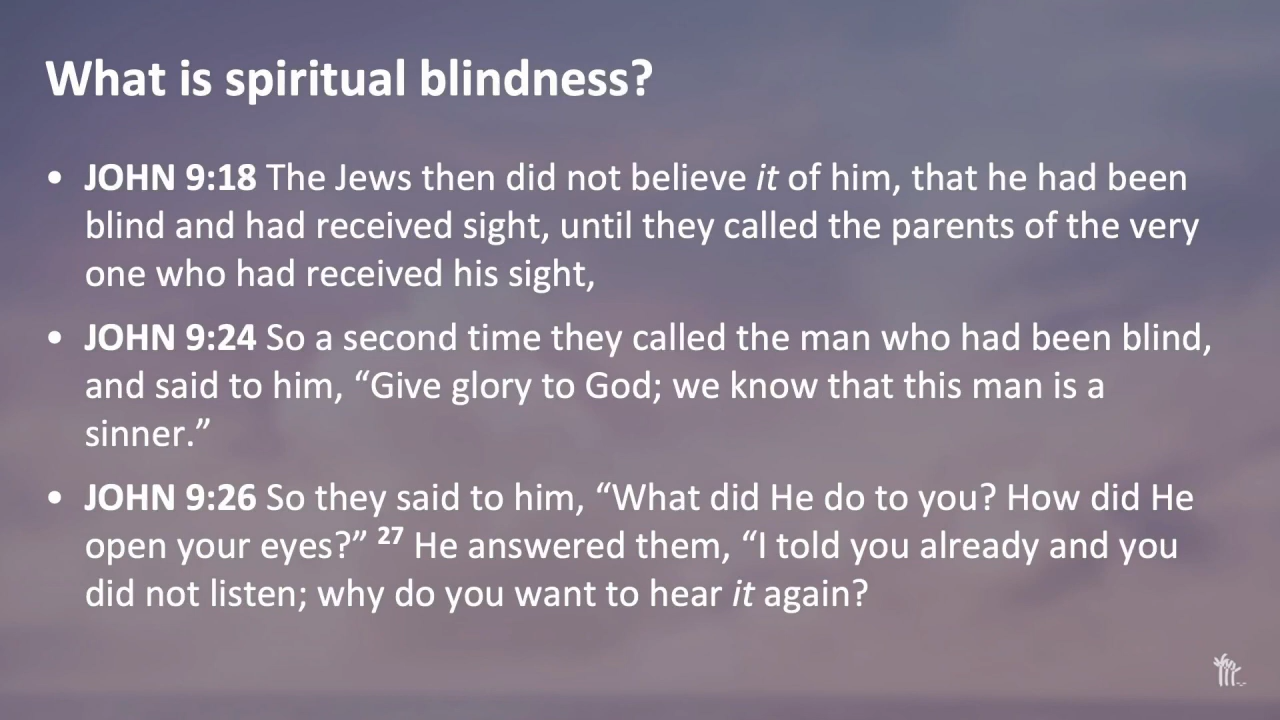 What is spiritual blindness?
• JOHN 9:18 The Jews then did not believe it of him, that he had been
blind and had received sight, until they called the parents of the very
one who had received his sight,
• JOHN 9:24 So a second time they called the man who had been blind,
and said to him, “Give glory to God; we know that this man is a
sinner.”
• JOHN 9:26 So they said to him, “What did He do to you? How did He
open your eyes?” 27 He answered them, “I told you already and you
did not listen; why do you want to hear it again?